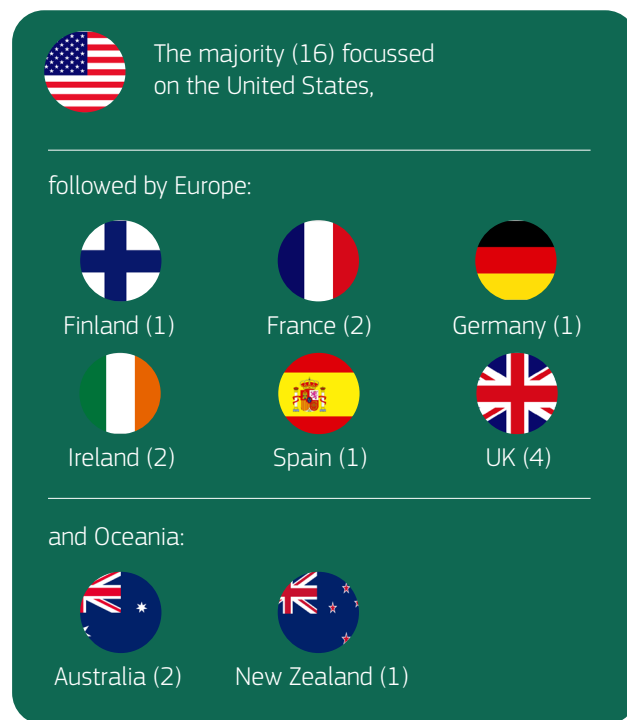 The majority (16) focussed
on the United States,
followed by Europe:
Finland (1)
France (2)
Germany (1)
Ireland (2)
Spain (1)
UK (4)
and Oceania:
Australia (2)
New Zealand (1)